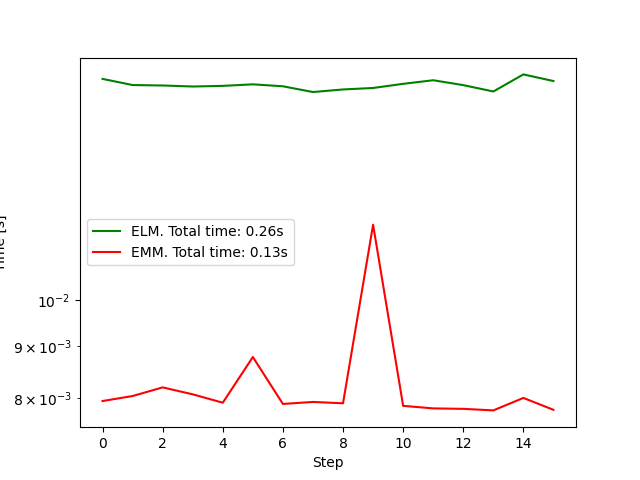 Time [s]
ELM. Total time: 0.26s
EMM. Total time: 0.13s
10⁻²
9 × 10⁻³
8 × 10⁻³
0 2 4 6 8 10 12 14
Step